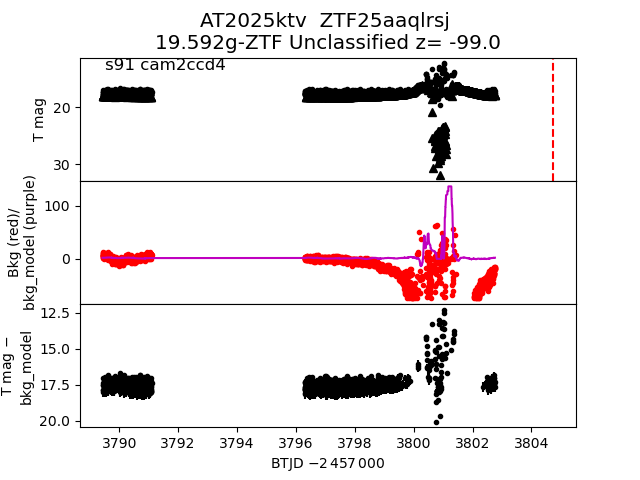 AT2025ktv  ZTF25aaqlrsj
19.592g-ZTF Unclassified z= -99.0
s91 cam2ccd4
T mag
20
30
Bkg (red)/
bkg_model (purple)
100
0
T mag −
bkg_model
12.5
15.0
17.5
20.0
3790 3792 3794 3796 3798 3800 3802 3804
BTJD −2 457 000